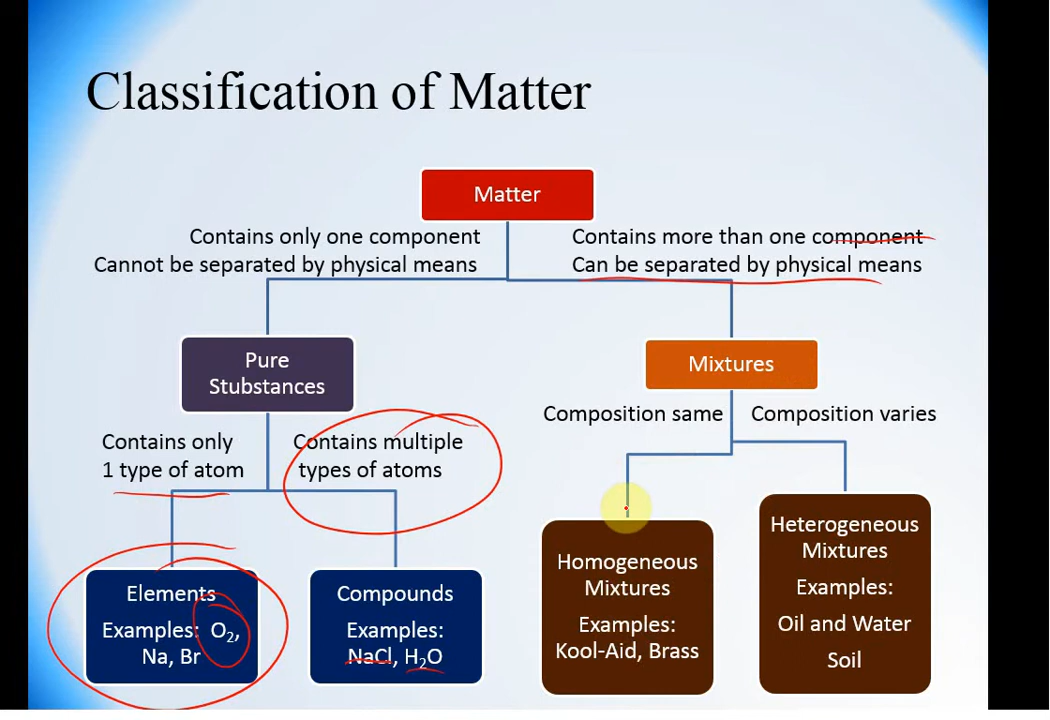 Classification of Matter
Matter
Contains only one component
Cannot be separated by physical means
Contains more than one component
Can be separated by physical means
Pure
Stubstances
Mixtures
Contains only
1 type of atom
Contains multiple
types of atoms
Composition same
Composition varies
Elements
Examples: O₂,
Na, Br
Compounds
Examples:
NaCl, H₂O
Homogeneous
Mixtures
Examples:
Kool-Aid, Brass
Heterogeneous
Mixtures
Examples:
Oil and Water
Soil